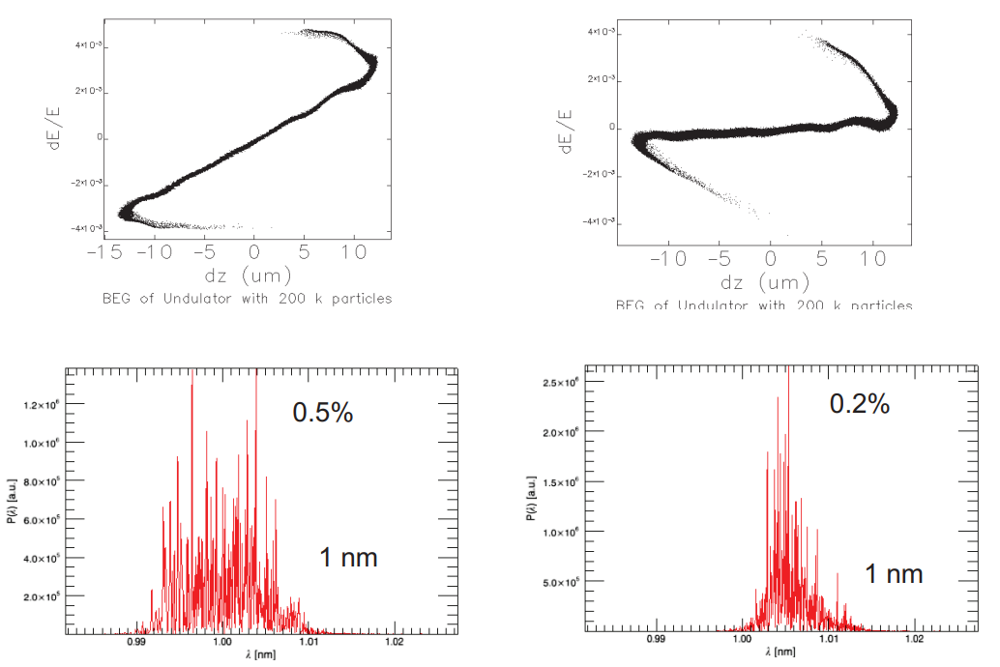 4×10⁻³
2×10⁻³
0
−2×10⁻³
−4×10⁻³
dE/E
−15 −10 −5 0 5 10
dz (um)
BEG of Undulator with 200 k particles
4×10⁻³
2×10⁻³
0
−2×10⁻³
−4×10⁻³
dE/E
−10 −5 0 5 10
dz (um)
BEG of Undulator with 200 k particles
0.5%
1 nm
1.2×10⁶
1.0×10⁶
8.0×10⁵
6.0×10⁵
4.0×10⁵
2.0×10⁵
P(λ) [a.u.]
0.99 1.00 1.01 1.02
λ [nm]
0.2%
1 nm
2.5×10⁶
2.0×10⁶
1.5×10⁶
1.0×10⁶
5.0×10⁵
P(λ) [a.u.]
0.99 1.00 1.01 1.02
λ [nm]